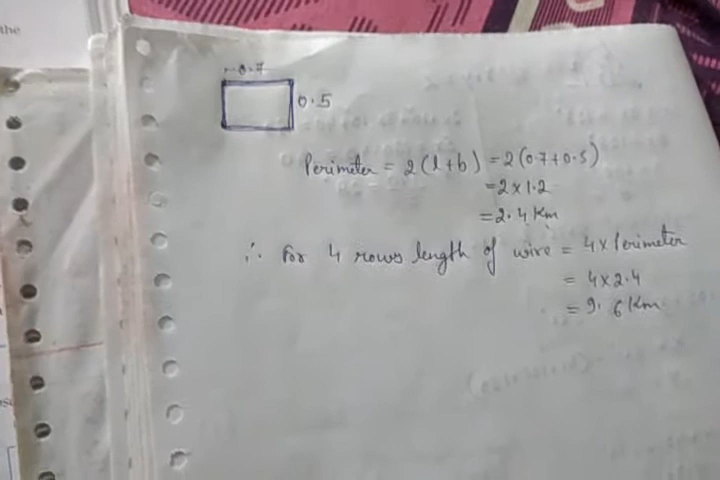 the
0.7
0.5
Perimeter = 2(l+b) = 2(0.7+0.5)
= 2 x 1.2
= 2.4 Km
∴ For 4 rows length of wire = 4 x Perimeter
= 4 x 2.4
= 9.6 Km